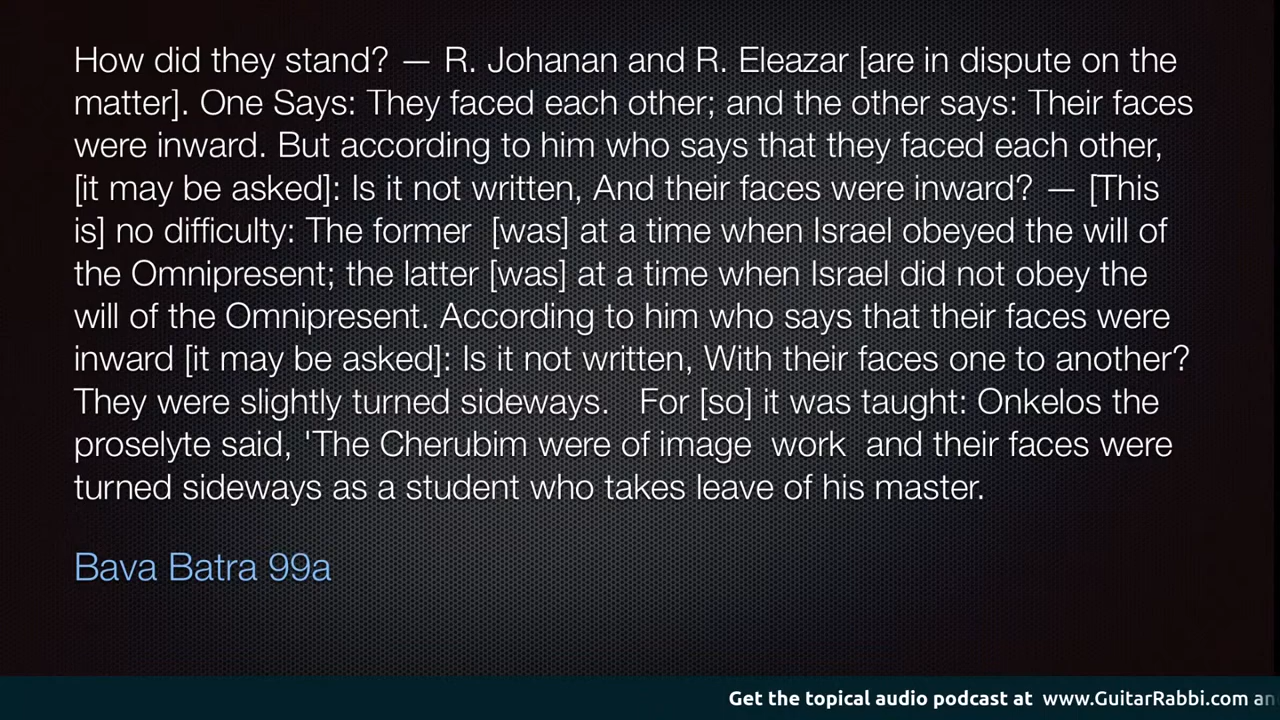 How did they stand? — R. Johanan and R. Eleazar [are in dispute on the
matter]. One Says: They faced each other; and the other says: Their faces
were inward. But according to him who says that they faced each other,
[it may be asked]: Is it not written, And their faces were inward? — [This
is] no difficulty: The former [was] at a time when Israel obeyed the will of
the Omnipresent; the latter [was] at a time when Israel did not obey the
will of the Omnipresent. According to him who says that their faces were
inward [it may be asked]: Is it not written, With their faces one to another?
They were slightly turned sideways. For [so] it was taught: Onkelos the
proselyte said, 'The Cherubim were of image work and their faces were
turned sideways as a student who takes leave of his master.
Bava Batra 99a
Get the topical audio podcast at www.GuitarRabbi.com an